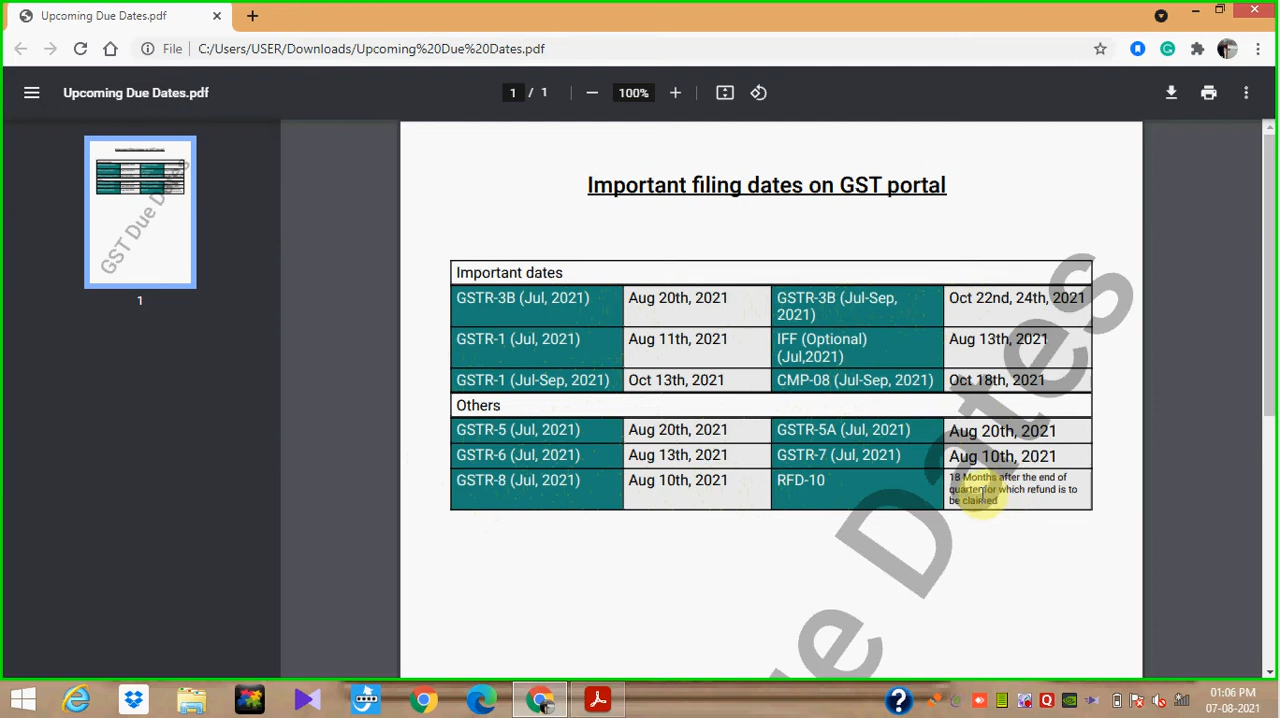 Upcoming Due Dates.pdf
File C:/Users/USER/Downloads/Upcoming%20Due%20Dates.pdf
Upcoming Due Dates.pdf
1 / 1
100%
Important filing dates on GST portal
Important dates
GSTR-3B (Jul, 2021) Aug 20th, 2021 GSTR-3B (Jul-Sep, Oct 22nd, 24th, 2021
2021)
GSTR-1 (Jul, 2021) Aug 11th, 2021 IFF (Optional) Aug 13th, 2021
(Jul,2021)
GSTR-1 (Jul-Sep, 2021) Oct 13th, 2021 CMP-08 (Jul-Sep, 2021) Oct 18th, 2021
Others
GSTR-5 (Jul, 2021) Aug 20th, 2021 GSTR-5A (Jul, 2021) Aug 20th, 2021
GSTR-6 (Jul, 2021) Aug 13th, 2021 GSTR-7 (Jul, 2021) Aug 10th, 2021
GSTR-8 (Jul, 2021) Aug 10th, 2021 RFD-10 18 Months after the end of
quarter for which refund is to
be claimed
ue Dates
GST Due Dates
1
01:06 PM
07-08-2021